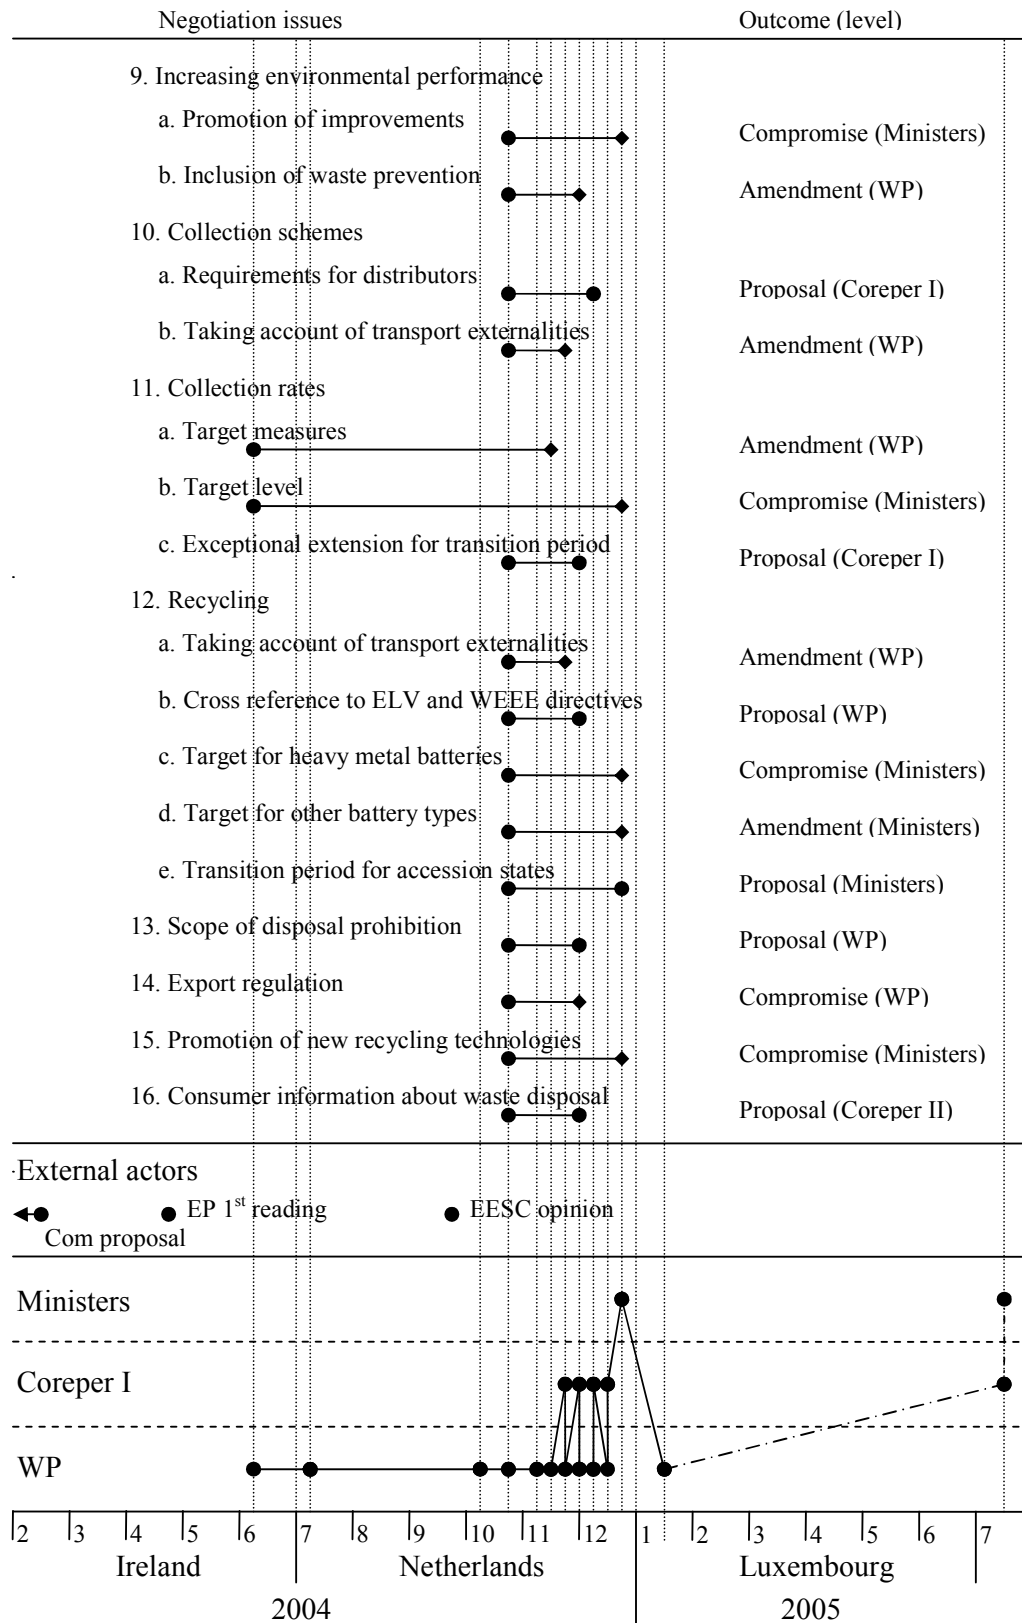 Negotiation issues Outcome (level)
9. Increasing environmental performance
a. Promotion of improvements Compromise (Ministers)
b. Inclusion of waste prevention Amendment (WP)
10. Collection schemes
a. Requirements for distributors Proposal (Coreper I)
b. Taking account of transport externalities Amendment (WP)
11. Collection rates
a. Target measures Amendment (WP)
b. Target level Compromise (Ministers)
c. Exceptional extension for transition period Proposal (Coreper I)
12. Recycling
a. Taking account of transport externalities Amendment (WP)
b. Cross reference to ELV and WEEE directives Proposal (WP)
c. Target for heavy metal batteries Compromise (Ministers)
d. Target for other battery types Amendment (Ministers)
e. Transition period for accession states Proposal (Ministers)
13. Scope of disposal prohibition Proposal (WP)
14. Export regulation Compromise (WP)
15. Promotion of new recycling technologies Compromise (Ministers)
16. Consumer information about waste disposal Proposal (Coreper II)
External actors
EP 1st reading EESC opinion
Com proposal
Ministers
Coreper I
WP
2 3 4 5 6 7 8 9 10 11 12 1 2 3 4 5 6 7
Ireland Netherlands Luxembourg
2004 2005